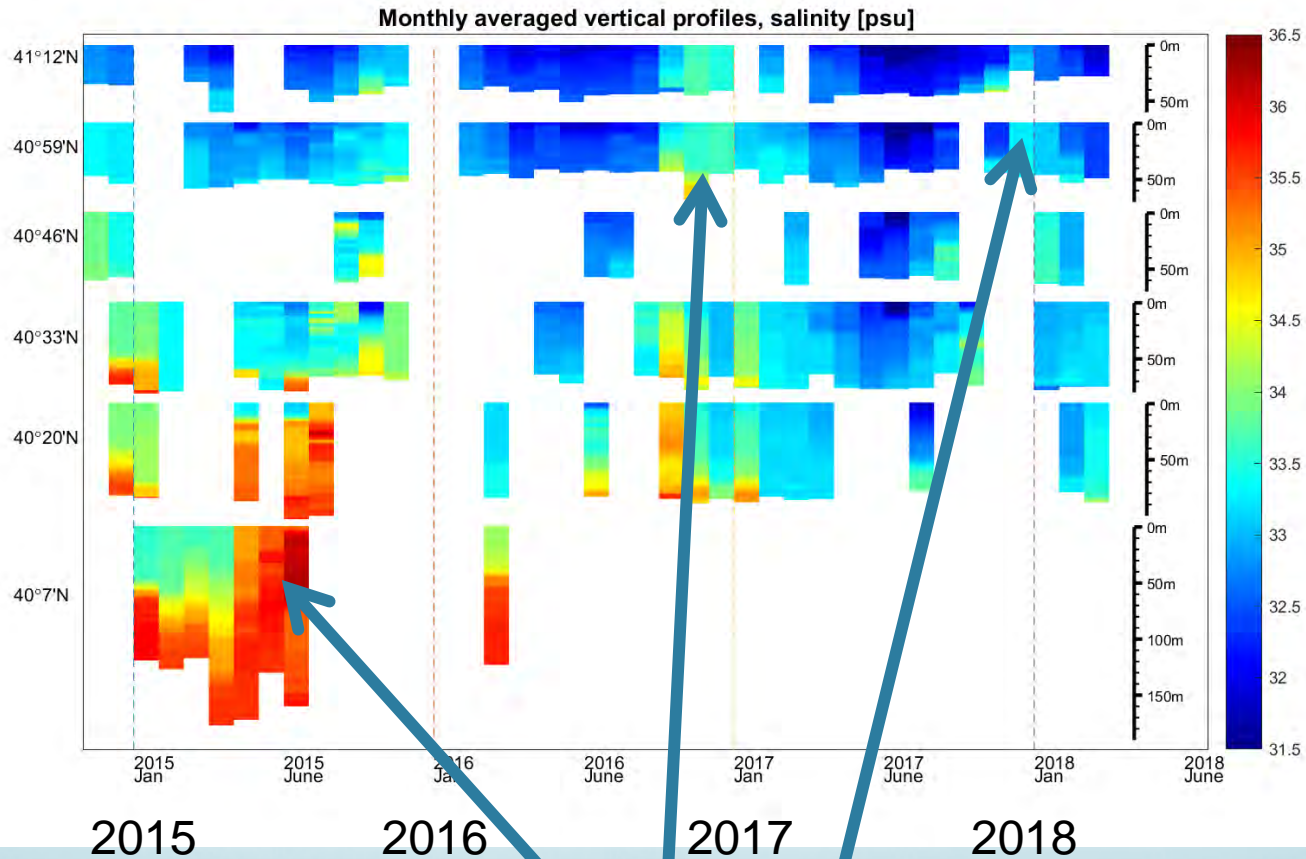 Monthly averaged vertical profiles, salinity [psu]
36.5
36
35.5
35
34.5
34
33.5
33
32.5
32
31.5
41°12'N
0m
50m
40°59'N
0m
50m
40°46'N
0m
50m
40°33'N
0m
50m
40°20'N
0m
50m
40°7'N
0m
50m
100m
150m
2015 2015 2016 2016 2017 2017 2018 2018
Jan June Jan June Jan June Jan June
2015 2016 2017 2018